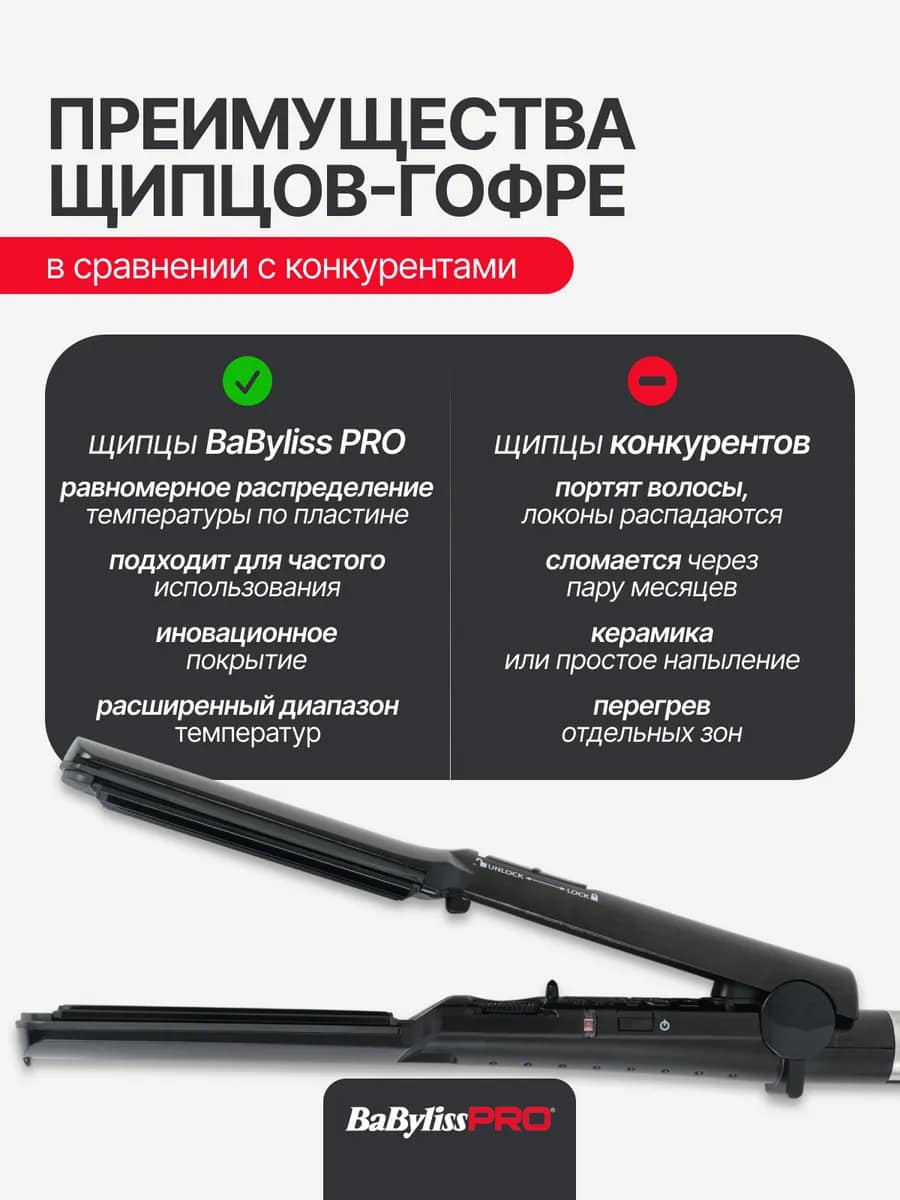 ПРЕИМУЩЕСТВА
ЩИПЦОВ-ГОФРЕ
в сравнении с конкурентами
щипцы BaByliss PRO
равномерное распределение
температуры по пластине
подходит для частого
использования
иновационное
покрытие
расширенный диапазон
температур
щипцы конкурентов
портят волосы,
локоны распадаются
сломается через
пару месяцев
керамика
или простое напыление
перегрев
отдельных зон
UNLOCK
LOCK
BaBylissPRO®